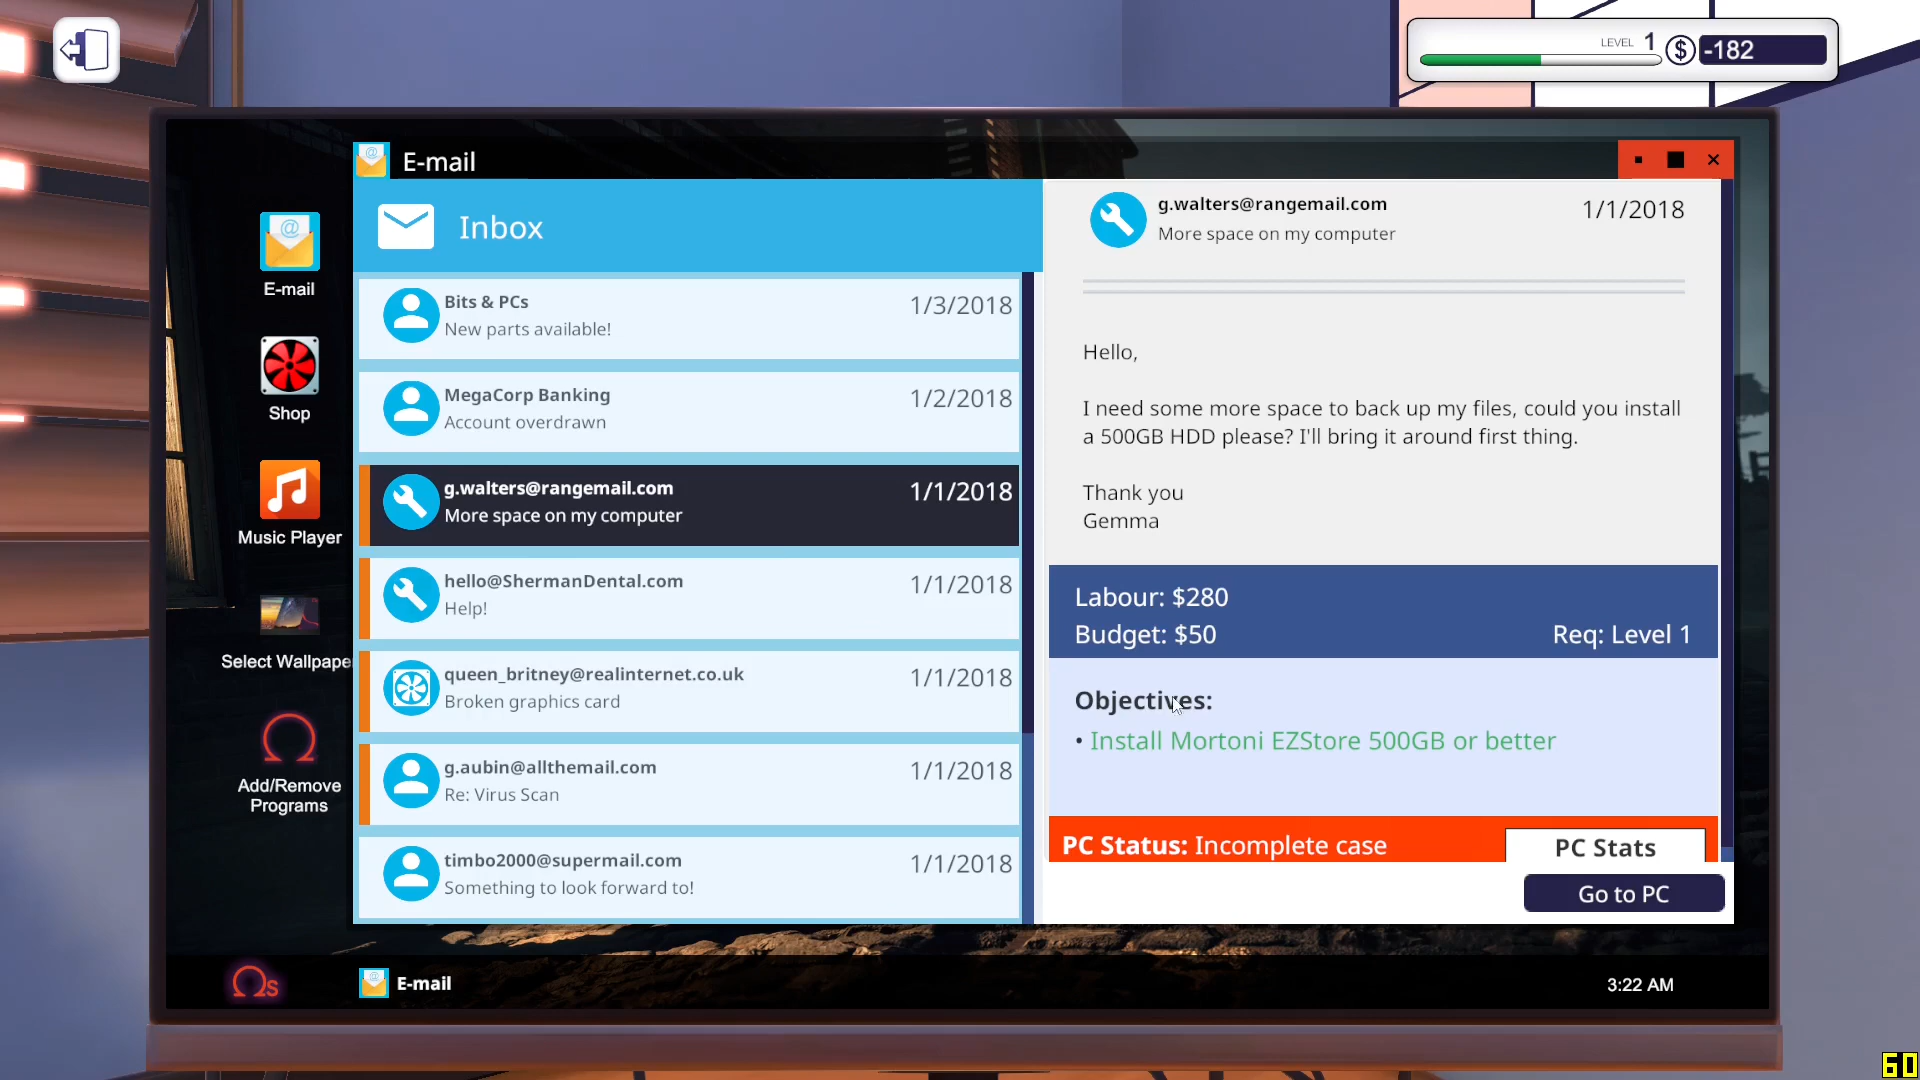 LEVEL 1
-182
E-mail
Inbox
Bits & PCs
1/3/2018
New parts available!
MegaCorp Banking
1/2/2018
Account overdrawn
g.walters@rangemail.com
1/1/2018
More space on my computer
hello@ShermanDental.com
1/1/2018
Help!
queen_britney@realinternet.co.uk
1/1/2018
Broken graphics card
g.aubin@allthemail.com
1/1/2018
Re: Virus Scan
timbo2000@supermail.com
1/1/2018
Something to look forward to!
g.walters@rangemail.com
1/1/2018
More space on my computer
Hello,
I need some more space to back up my files, could you install
a 500GB HDD please? I'll bring it around first thing.
Thank you
Gemma
Labour: $280
Budget: $50
Req: Level 1
Objectives:
• Install Mortoni EZStore 500GB or better
PC Status: Incomplete case
PC Stats
Go to PC
E-mail
Shop
Music Player
Select Wallpape
Add/Remove
Programs
Ωs
E-mail
3:22 AM
60